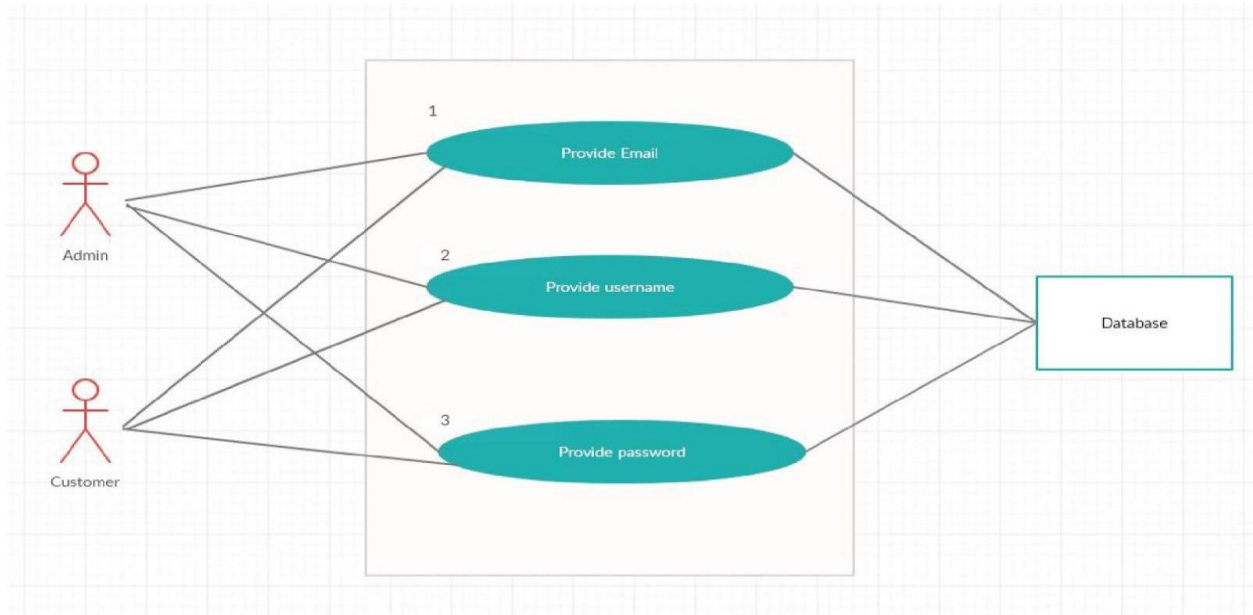 1
Provide Email
Admin
2
Provide username
Database
3
Provide password
Customer